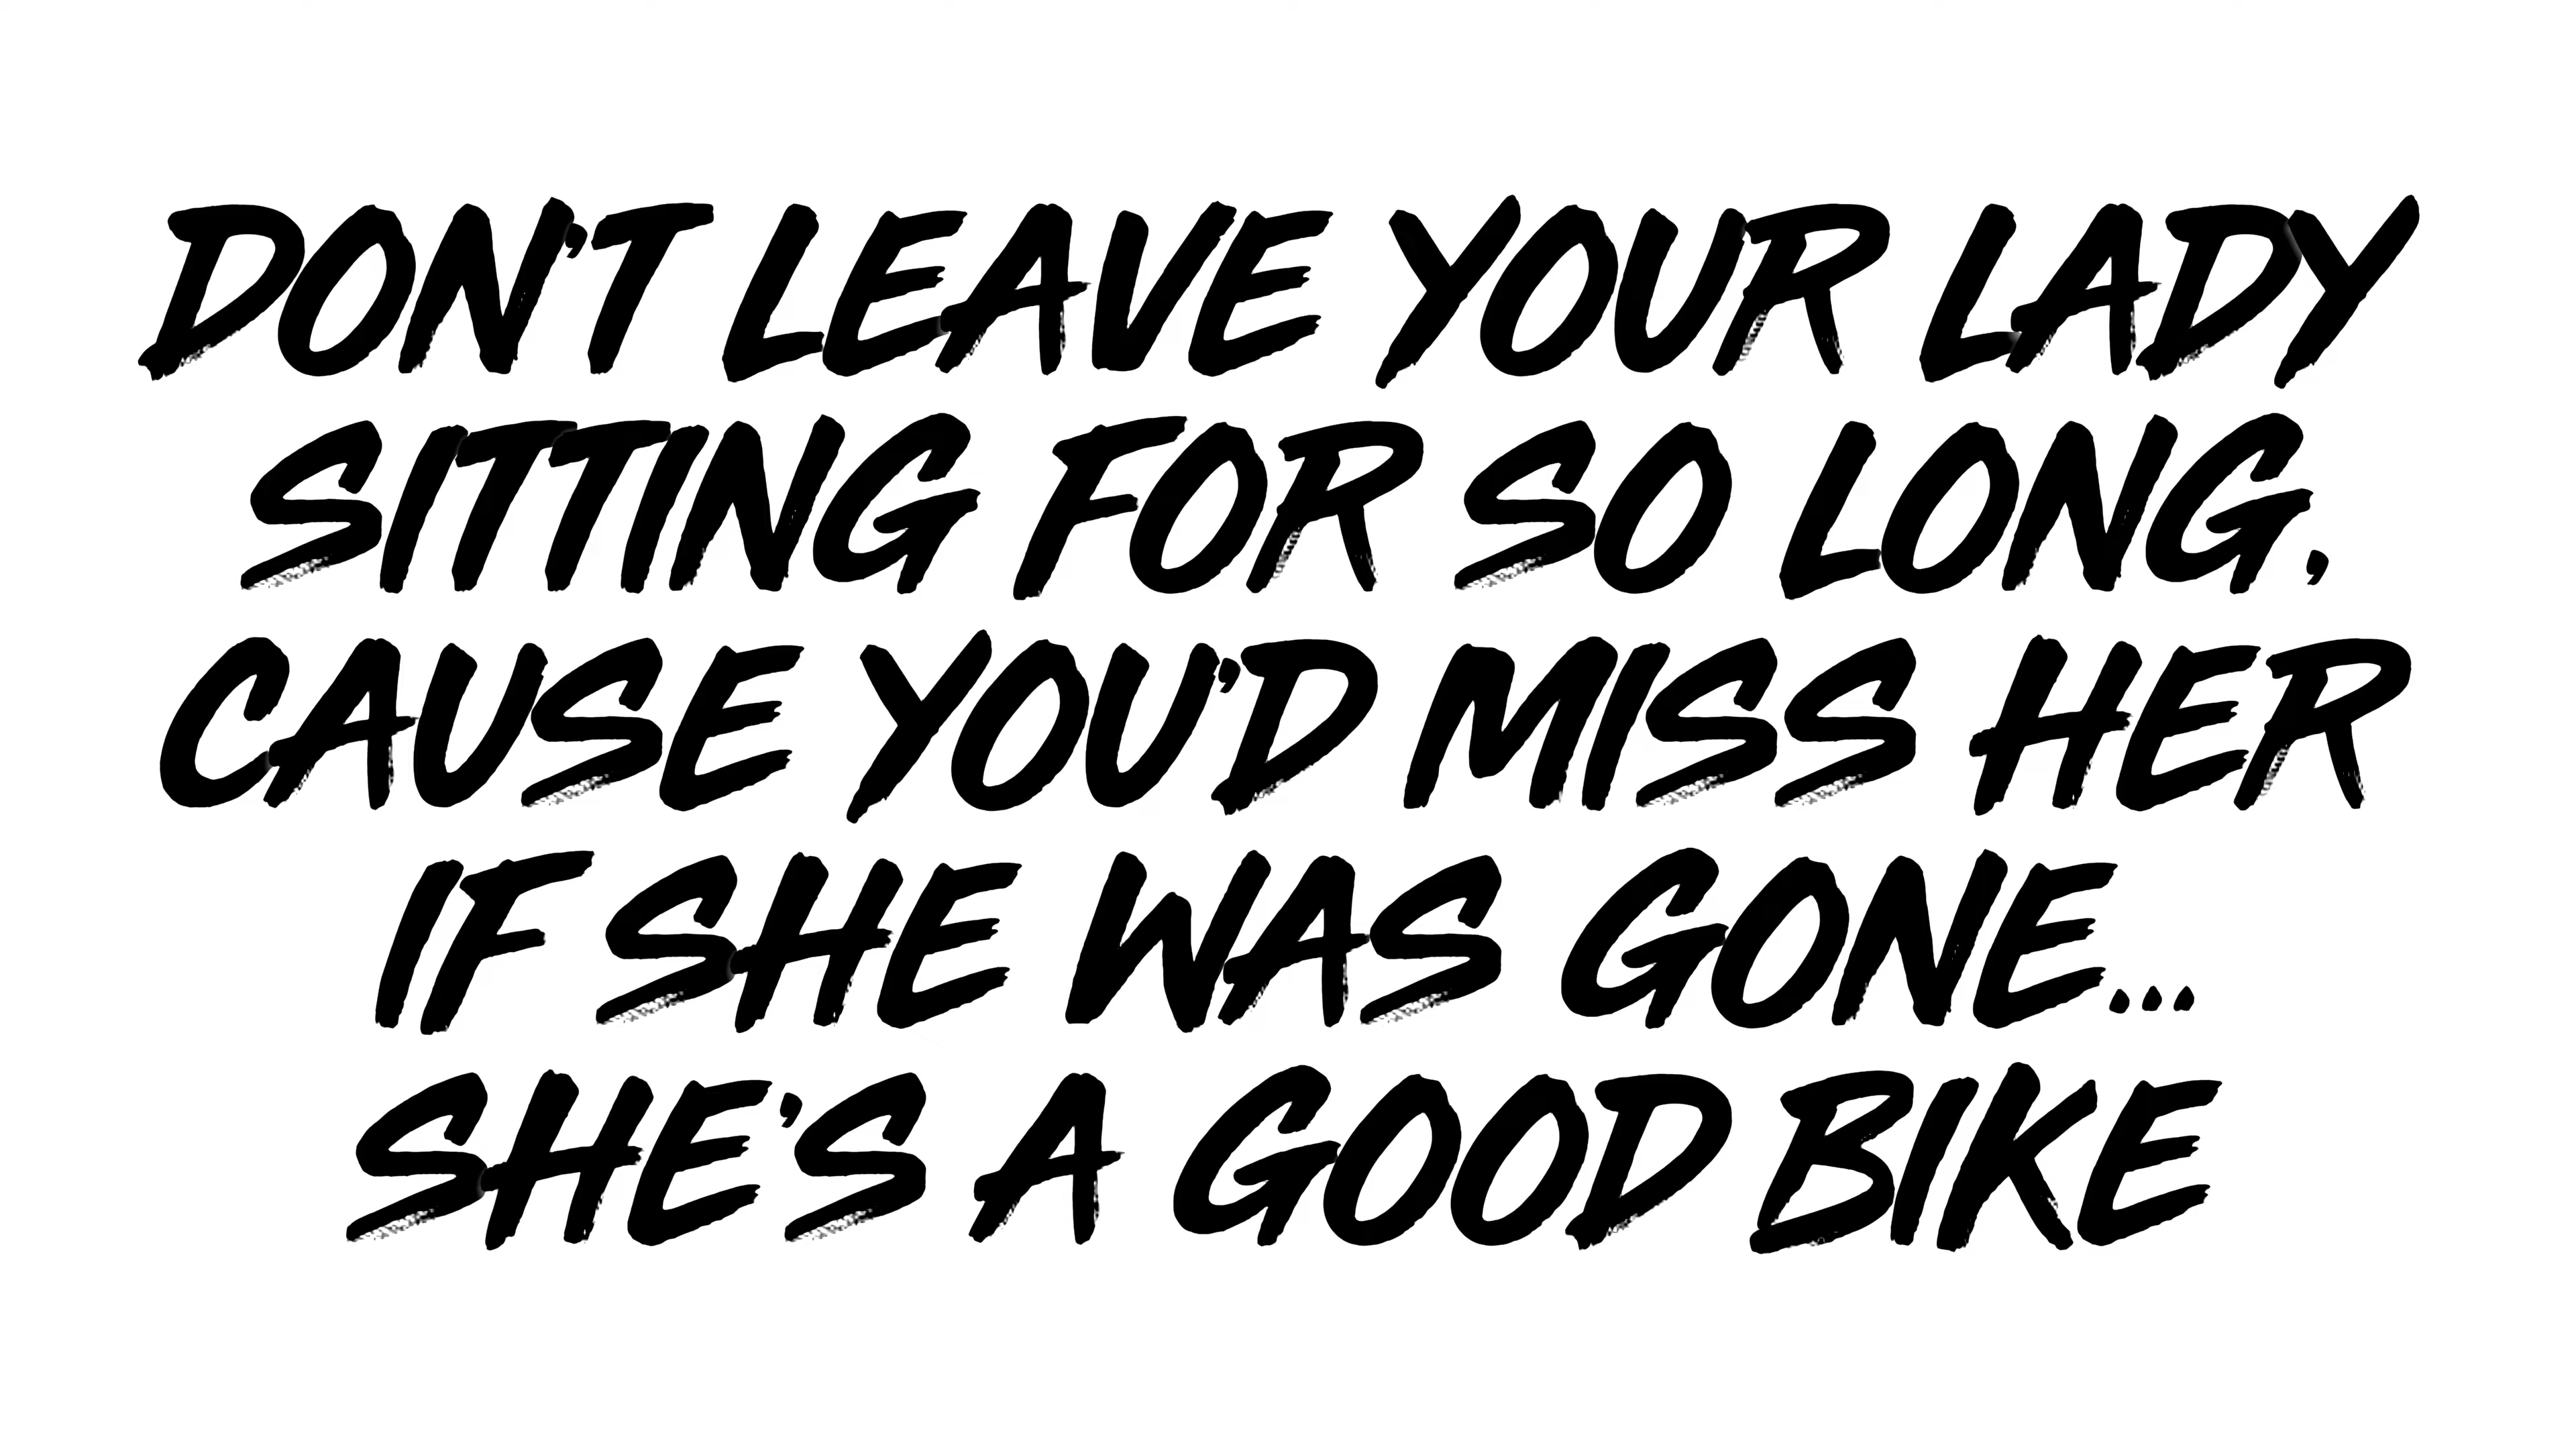 DON'T LEAVE YOUR LADY
SITTING FOR SO LONG,
CAUSE YOU'D MISS HER
IF SHE WAS GONE...
SHE'S A GOOD BIKE